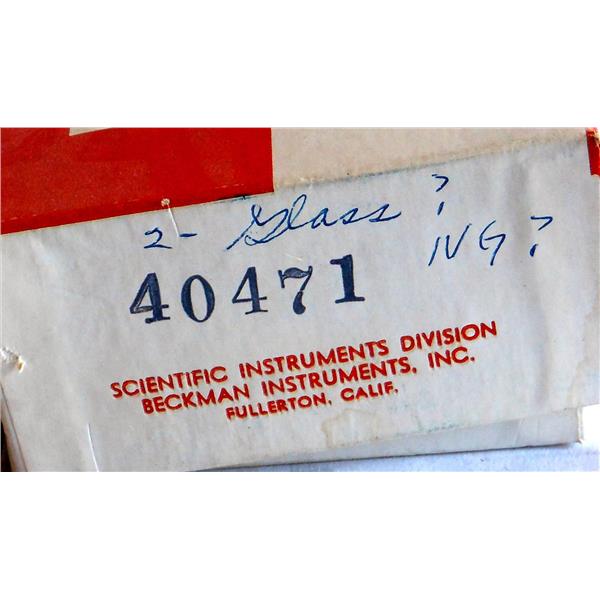 2- Glass ?
NG?
40471
SCIENTIFIC INSTRUMENTS DIVISION
BECKMAN INSTRUMENTS, INC.
FULLERTON, CALIF.